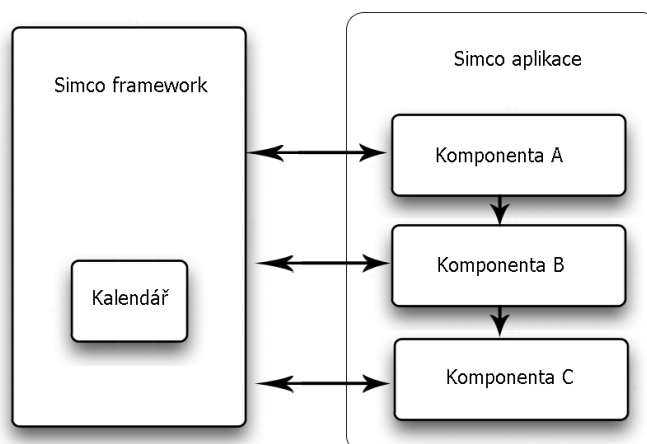 Simco framework
Kalendář
Simco aplikace
Komponenta A
Komponenta B
Komponenta C